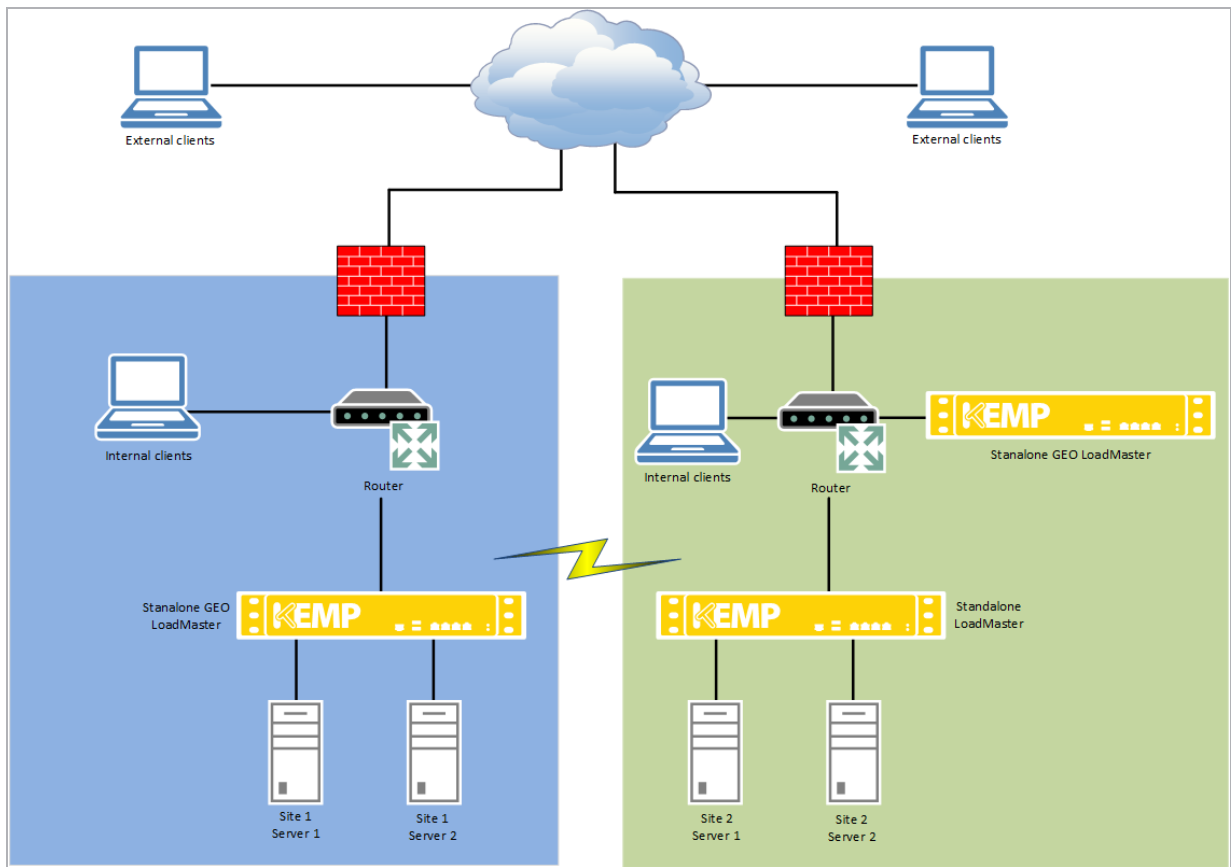 External clients
External clients
Internal clients
Router
KEMP
Stanalone GEO
LoadMaster
Site 1
Server 1
Site 1
Server 2
Internal clients
Router
KEMP
Stanalone GEO LoadMaster
KEMP
Standalone
LoadMaster
Site 2
Server 1
Site 2
Server 2